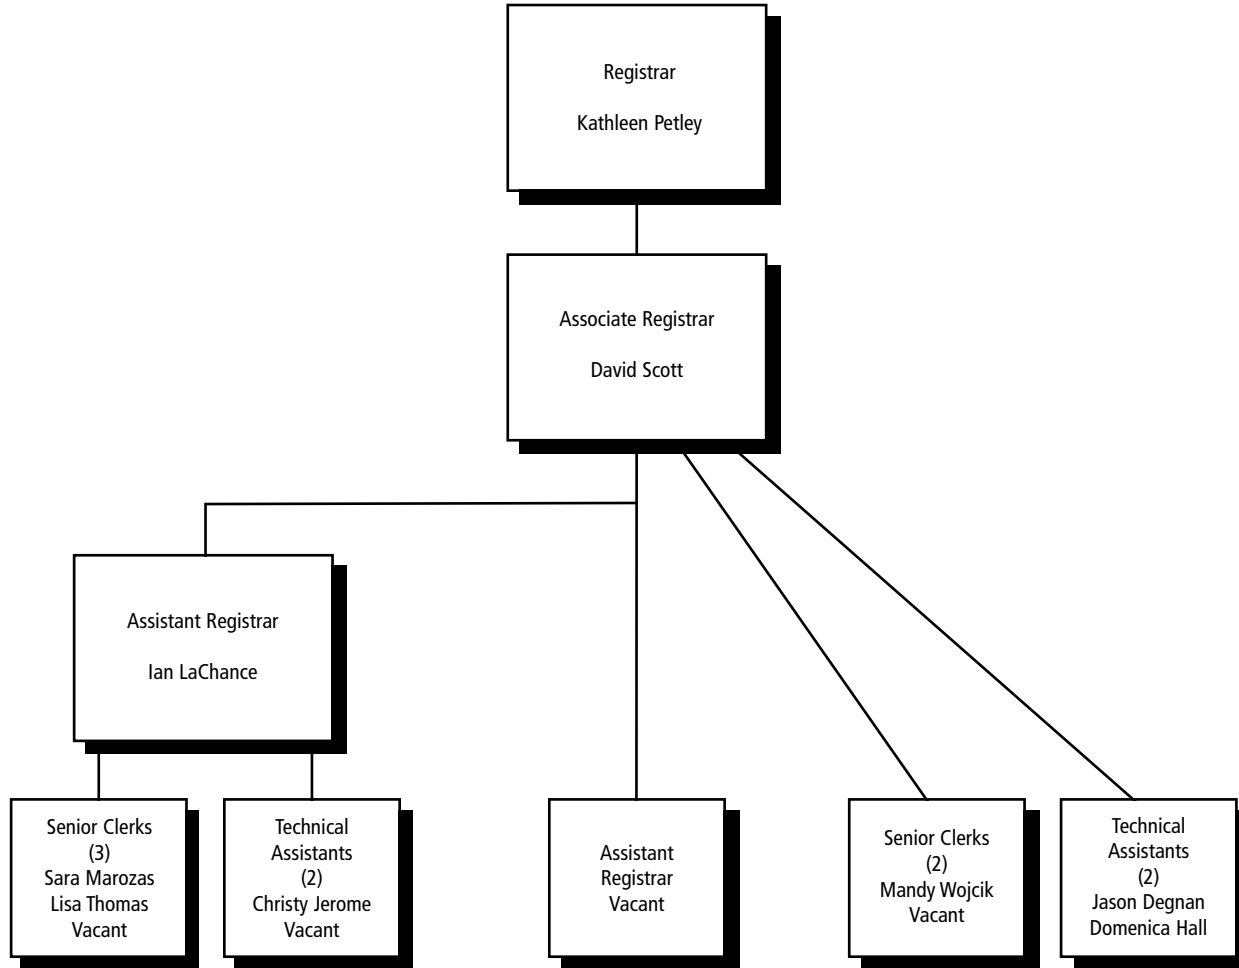 Registrar
Kathleen Petley
Associate Registrar
David Scott
Assistant Registrar
Ian LaChance
Senior Clerks
(3)
Sara Marozas
Lisa Thomas
Vacant
Technical
Assistants
(2)
Christy Jerome
Vacant
Assistant
Registrar
Vacant
Senior Clerks
(2)
Mandy Wojcik
Vacant
Technical
Assistants
(2)
Jason Degnan
Domenica Hall